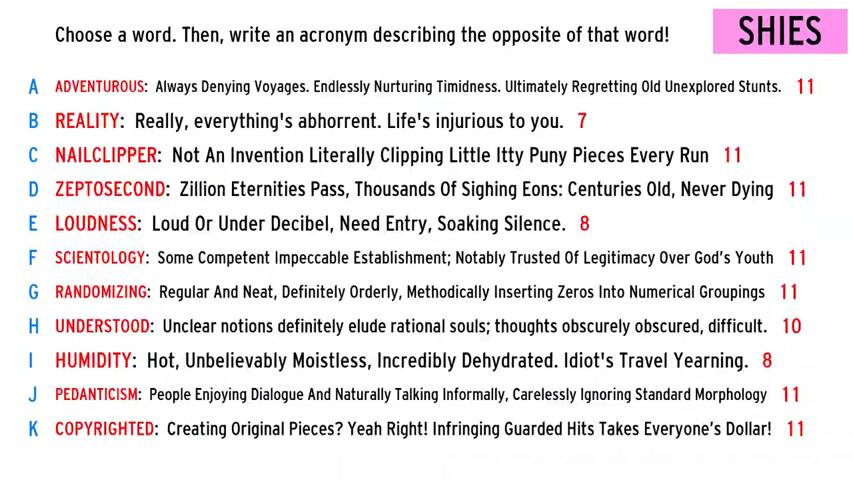 Choose a word. Then, write an acronym describing the opposite of that word!
SHIES
A ADVENTUROUS: Always Denying Voyages. Endlessly Nurturing Timidness. Ultimately Regretting Old Unexplored Stunts. 11
B REALITY: Really, everything's abhorrent. Life's injurious to you. 7
C NAILCLIPPER: Not An Invention Literally Clipping Little Itty Puny Pieces Every Run 11
D ZEPTOSECOND: Zillion Eternities Pass, Thousands Of Sighing Eons: Centuries Old, Never Dying 11
E LOUDNESS: Loud Or Under Decibel, Need Entry, Soaking Silence. 8
F SCIENTOLOGY: Some Competent Impeccable Establishment; Notably Trusted Of Legitimacy Over God's Youth 11
G RANDOMIZING: Regular And Neat, Definitely Orderly, Methodically Inserting Zeros Into Numerical Groupings 11
H UNDERSTOOD: Unclear notions definitely elude rational souls; thoughts obscurely obscured, difficult. 10
I HUMIDITY: Hot, Unbelievably Moistless, Incredibly Dehydrated. Idiot's Travel Yearning. 8
J PEDANTICISM: People Enjoying Dialogue And Naturally Talking Informally, Carelessly Ignoring Standard Morphology 11
K COPYRIGHTED: Creating Original Pieces? Yeah Right! Infringing Guarded Hits Takes Everyone's Dollar! 11